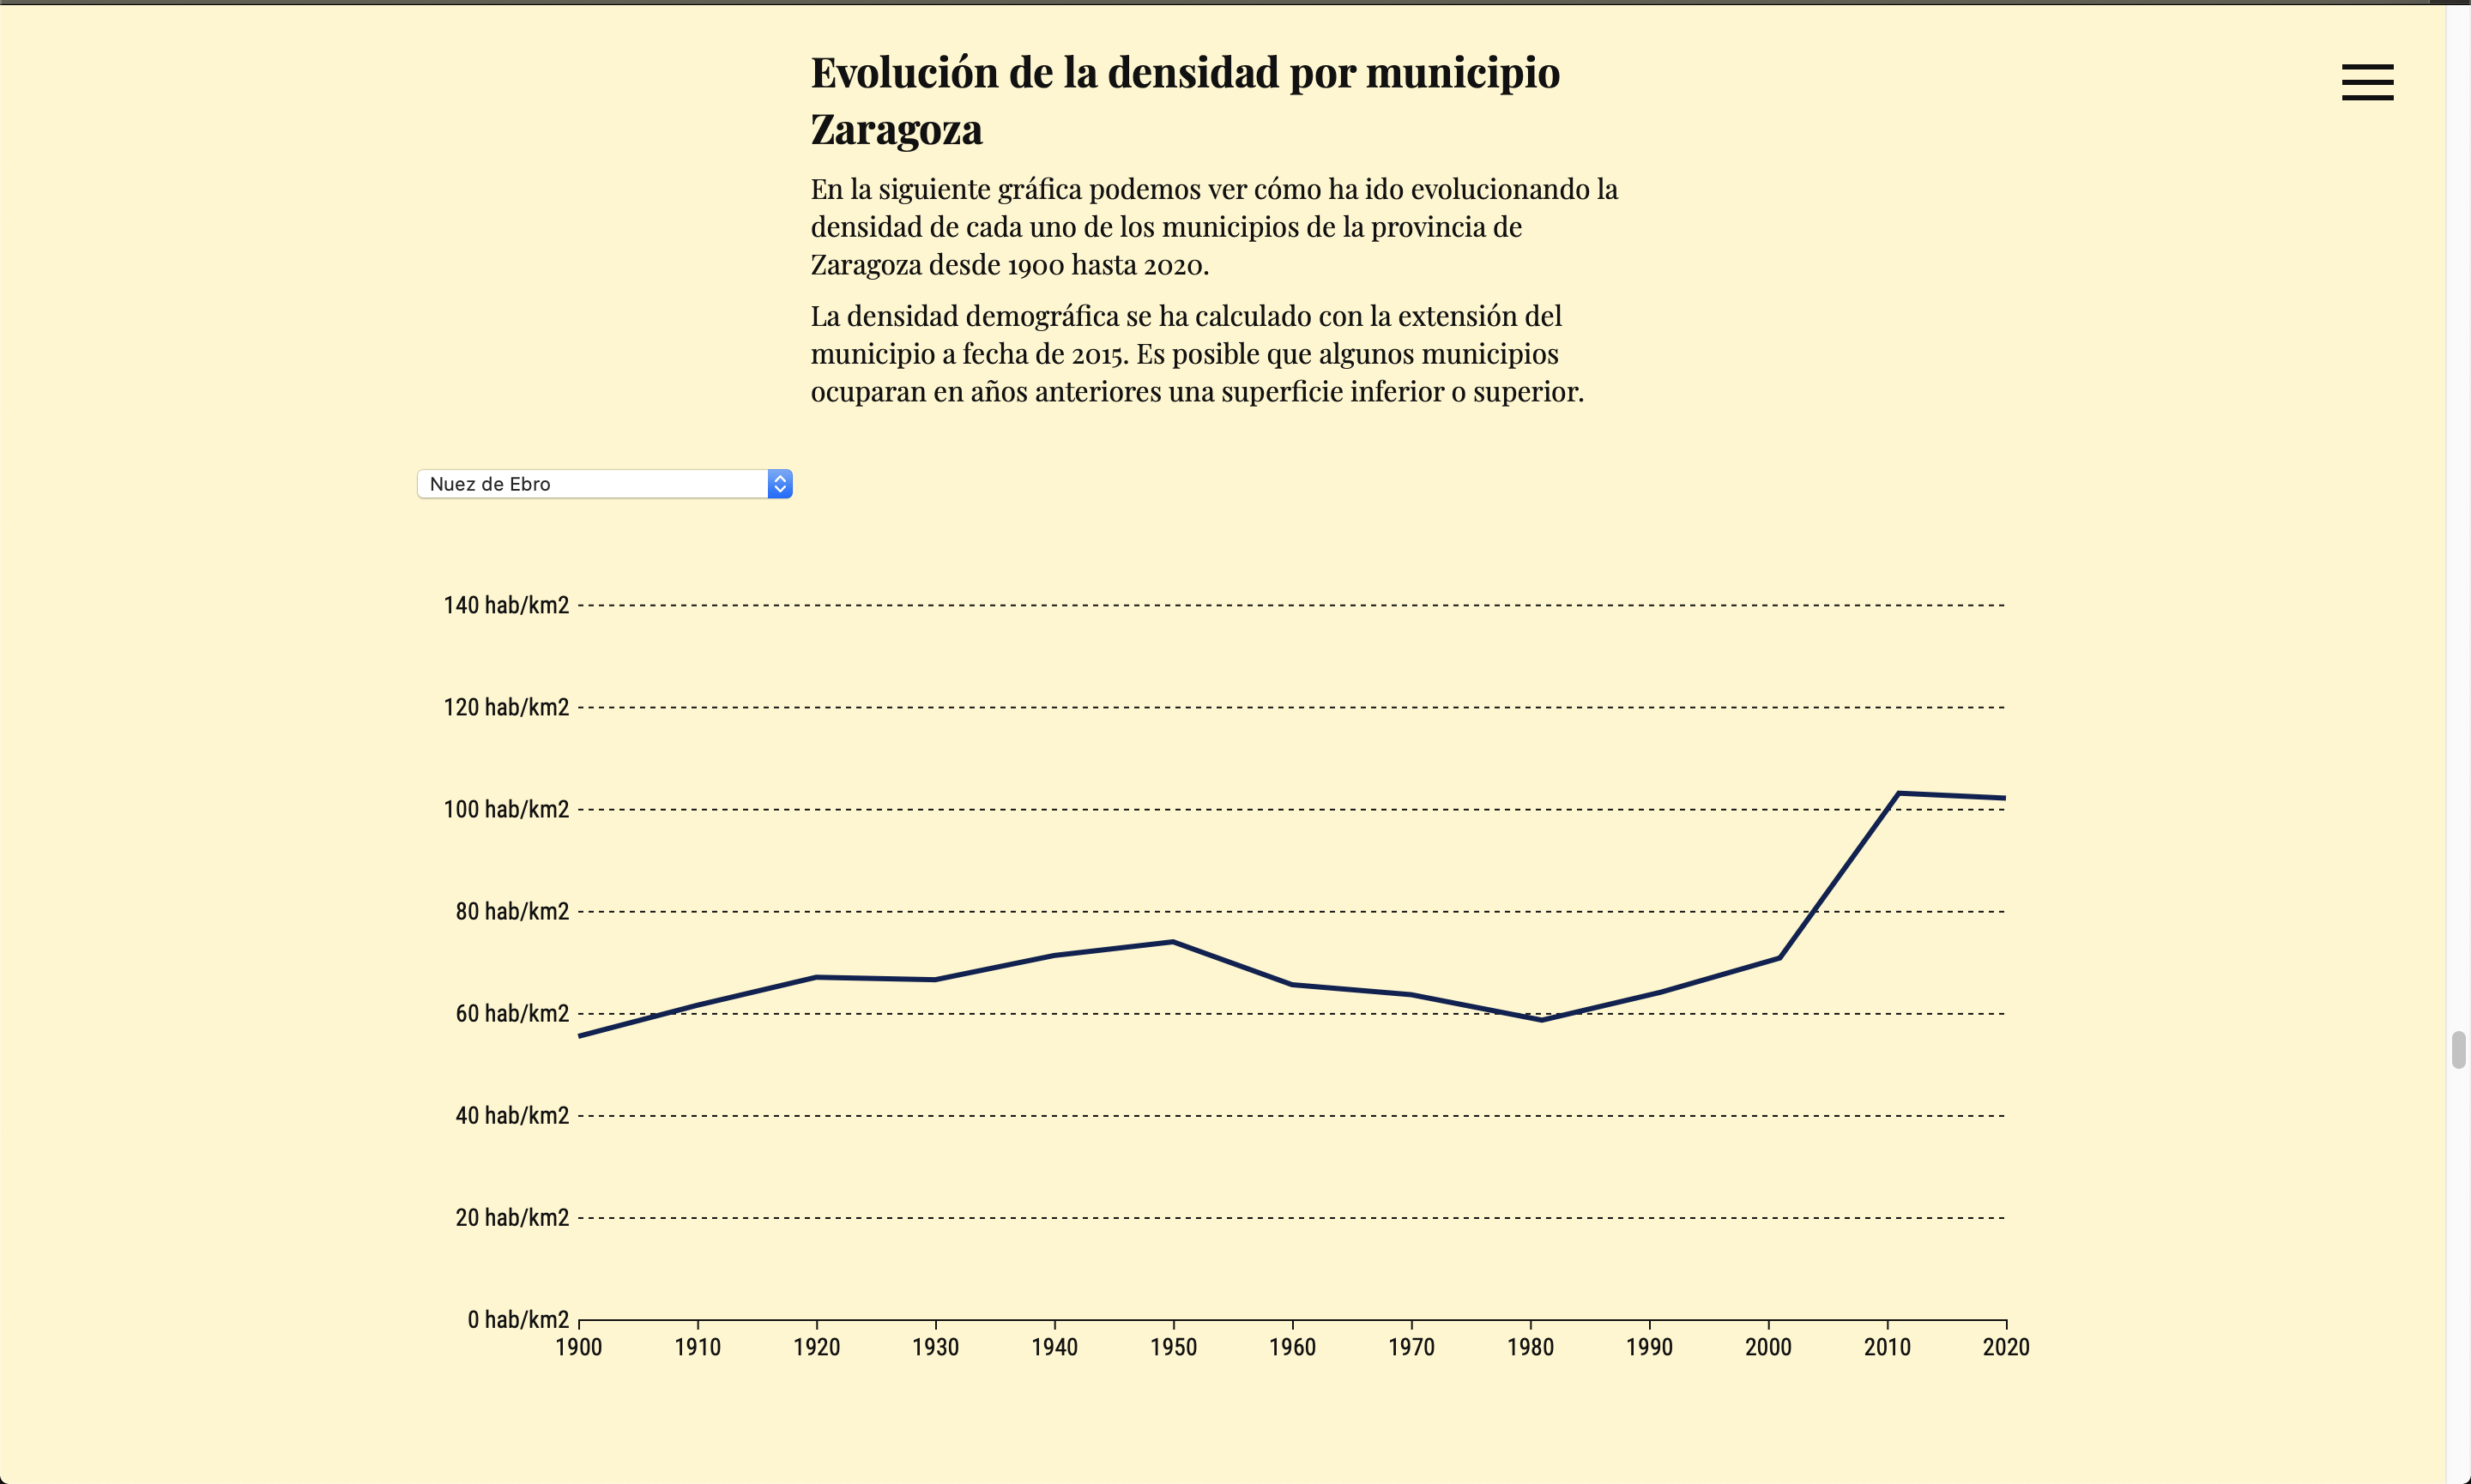 Evolución de la densidad por municipio
Zaragoza
En la siguiente gráfica podemos ver cómo ha ido evolucionando la
densidad de cada uno de los municipios de la provincia de
Zaragoza desde 1900 hasta 2020.
La densidad demográfica se ha calculado con la extensión del
municipio a fecha de 2015. Es posible que algunos municipios
ocuparan en años anteriores una superficie inferior o superior.
Nuez de Ebro
140 hab/km2
120 hab/km2
100 hab/km2
80 hab/km2
60 hab/km2
40 hab/km2
20 hab/km2
0 hab/km2
1900 1910 1920 1930 1940 1950 1960 1970 1980 1990 2000 2010 2020